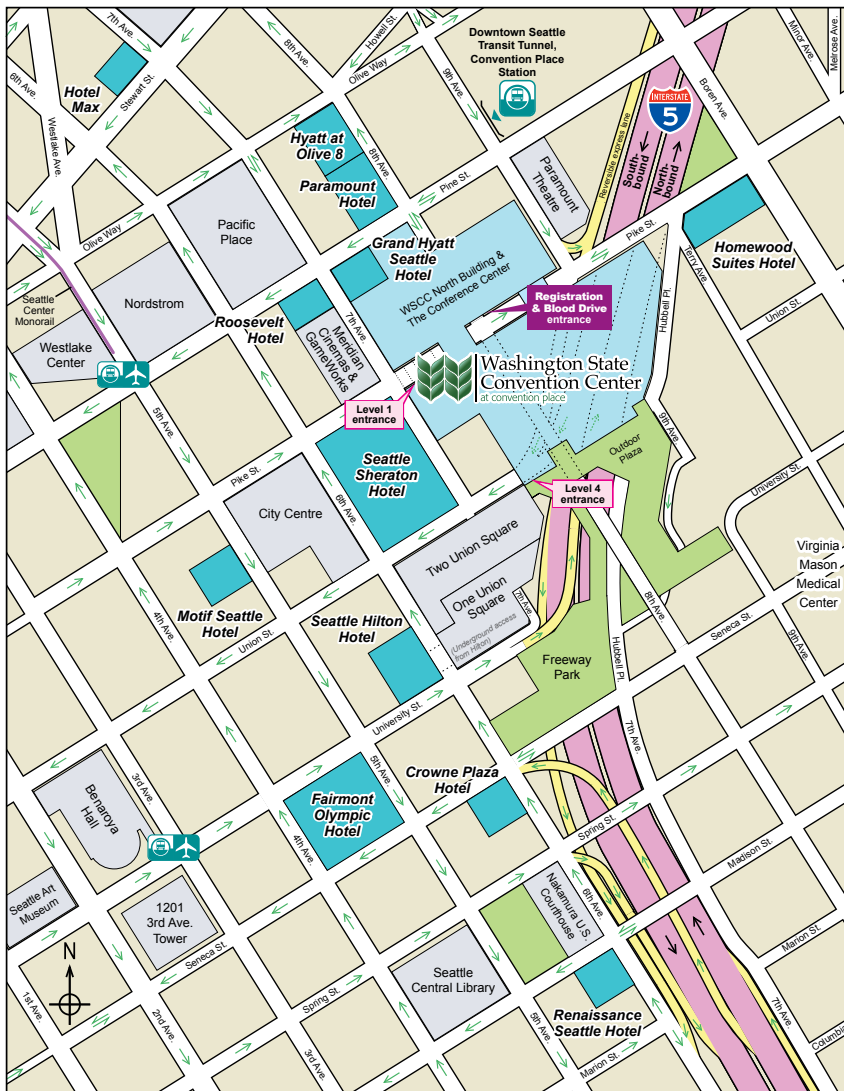 7th Ave.
Howell St.
8th Ave.
Downtown Seattle
Transit Tunnel,
Convention Place
Station
Minor Ave.
Melrose Ave.
6th Ave.
Hotel
Max
Stewart St.
Olive Way
9th Ave.
INTERSTATE
5
Boren Ave.
Westlake Ave.
Hyatt at
Olive 8
8th Ave.
Paramount
Hotel
Pine St.
Paramount
Theatre
Reversible express lane
South-
bound
North-
bound
Pike St.
Homewood
Suites Hotel
Terry Ave.
Olive Way
Pacific
Place
Grand Hyatt
Seattle
Hotel
WSCC North Building &
The Conference Center
Registration
& Blood Drive
entrance
Hubbell Pl.
Union St.
Seattle
Center
Monorail
Nordstrom
Roosevelt
Hotel
7th Ave.
Meridian
Cinemas &
GameWorks
Westlake
Center
Washington State
Convention Center
at convention place
Level 1
entrance
5th Ave.
9th Ave.
Outdoor
Plaza
Pike St.
Seattle
Sheraton
Hotel
6th Ave.
Level 4
entrance
University St.
City Centre
Two Union Square
Virginia
Mason
Medical
Center
One Union
Square
7th Ave.
8th Ave.
Motif Seattle
Hotel
4th Ave.
Seattle Hilton
Hotel
(Underground access
from Hilton)
Seneca St.
9th Ave.
Union St.
Freeway
Park
Hubbell Pl.
University St.
7th Ave.
Benaroya
Hall
3rd Ave.
5th Ave.
Crowne Plaza
Hotel
Fairmont
Olympic
Hotel
4th Ave.
Spring St.
Madison St.
Seattle Art
Museum
1201
3rd Ave.
Tower
Nakamura U.S.
Courthouse
6th Ave.
N
Seneca St.
Seattle
Central Library
Marion St.
1st Ave.
2nd Ave.
Spring St.
3rd Ave.
5th Ave.
Renaissance
Seattle Hotel
Marion St.
7th Ave.
Columbi